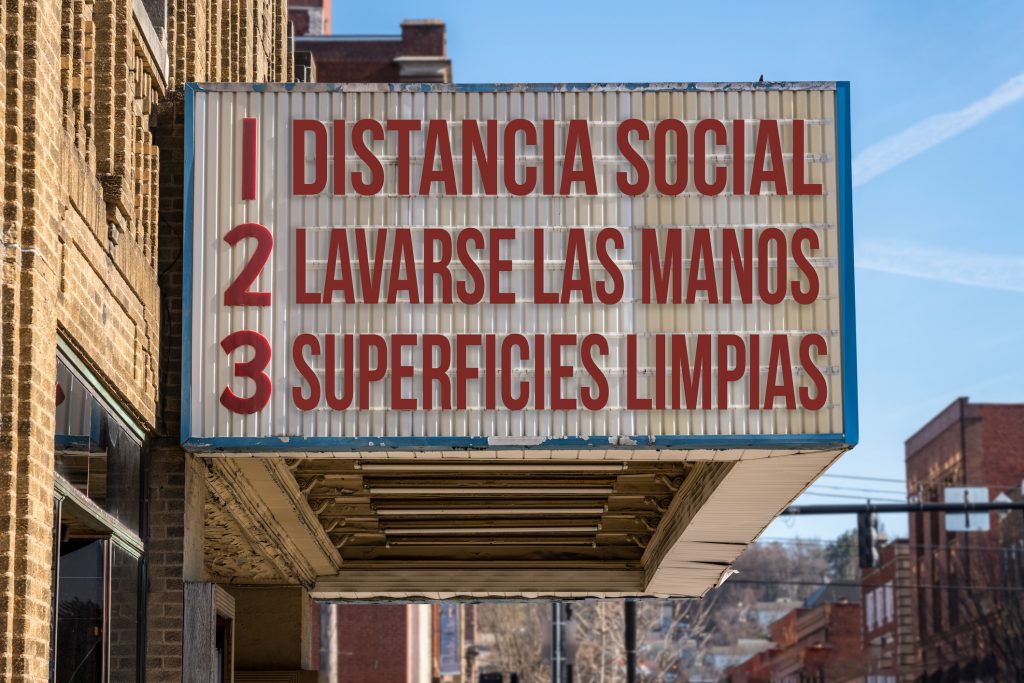 1 DISTANCIA SOCIAL
2 LAVARSE LAS MANOS
3 SUPERFICIES LIMPIAS